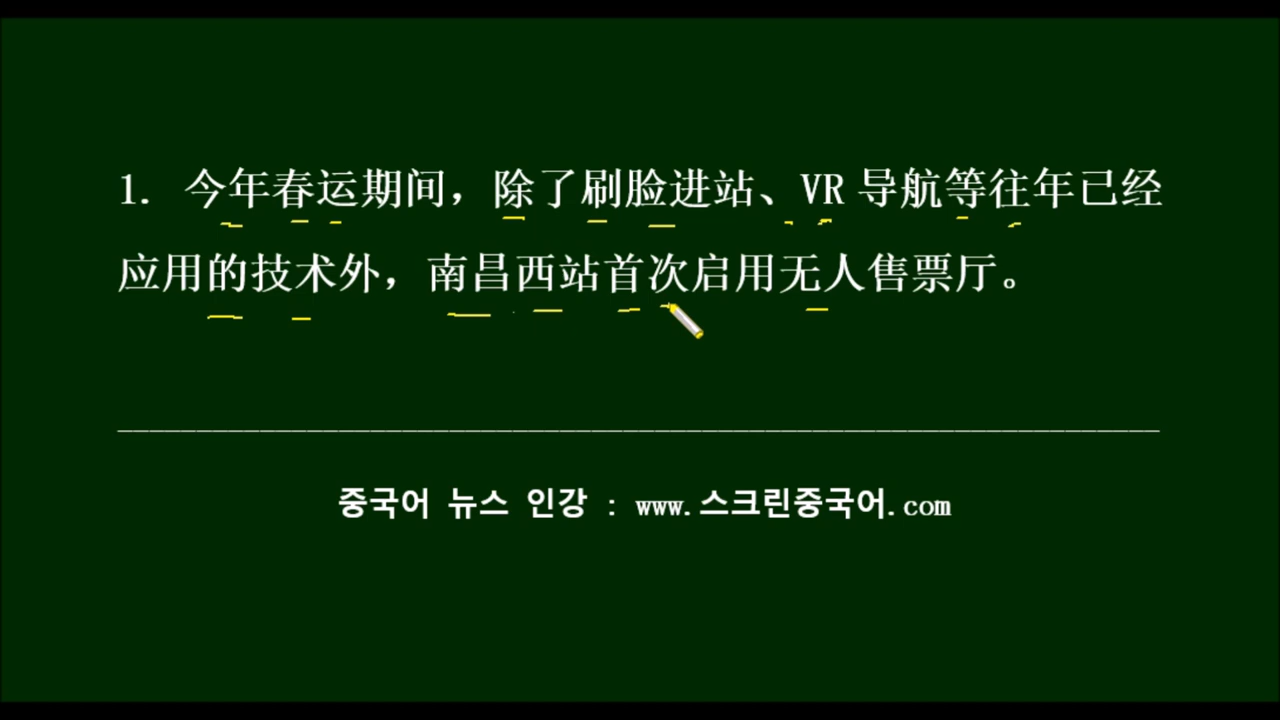 1. 今年春运期间，除了刷脸进站、VR 导航等往年已经
应用的技术外，南昌西站首次启用无人售票厅。
중국어 뉴스 인강 : www.스크린중국어.com